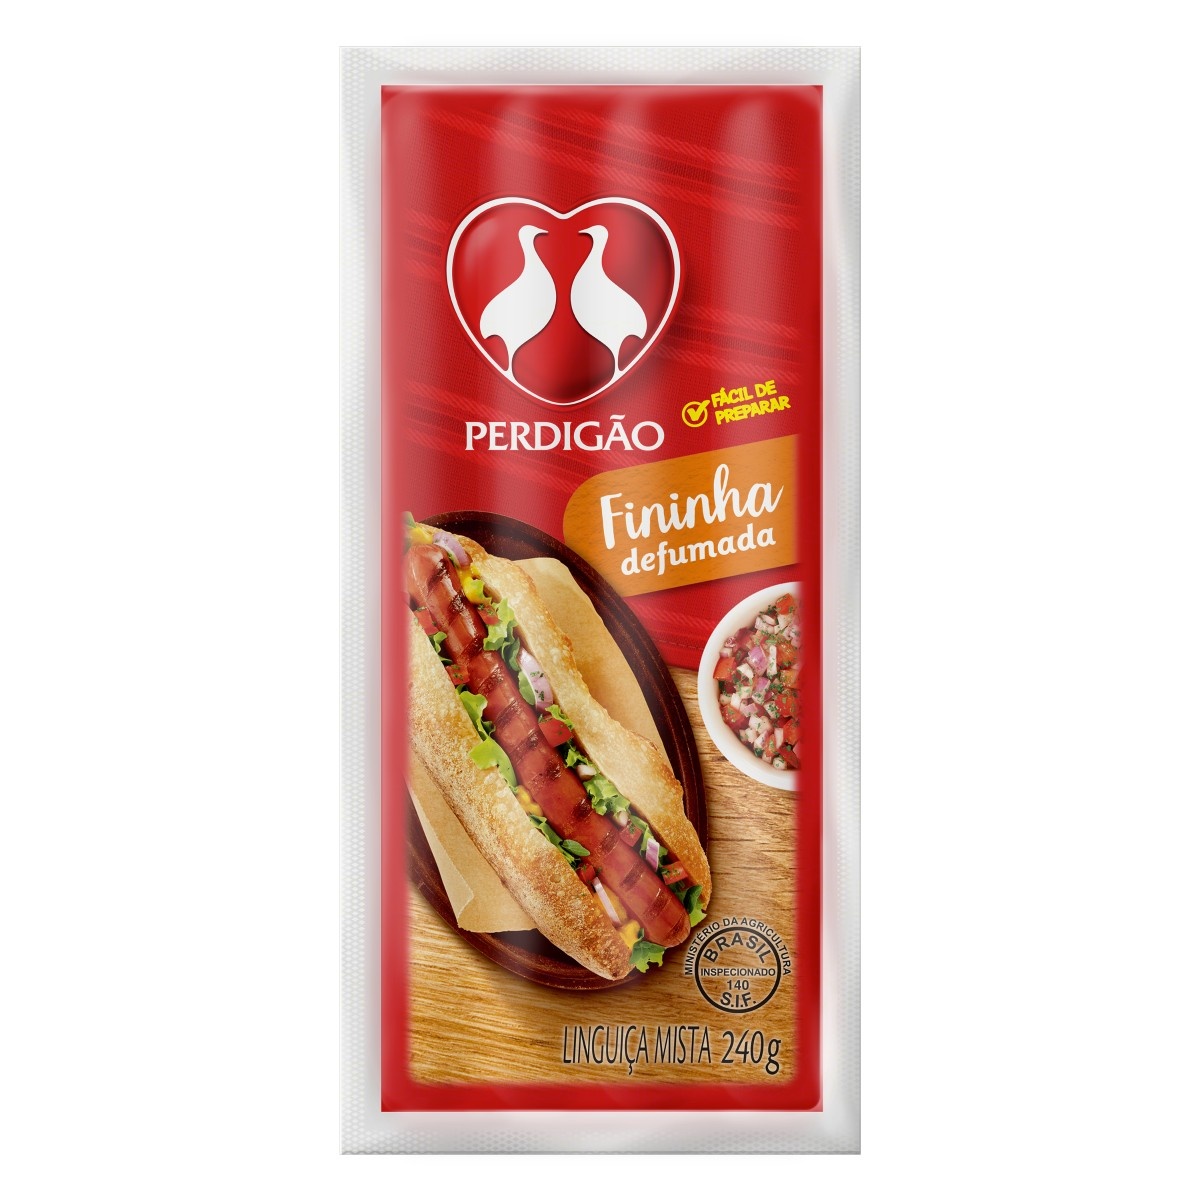 PERDIGÃO
FÁCIL DE
PREPARAR
Fininha
defumada
MINISTÉRIO DA AGRICULTURA
BRASIL
INSPECIONADO
140
S.I.F.
LINGUIÇA MISTA 240g